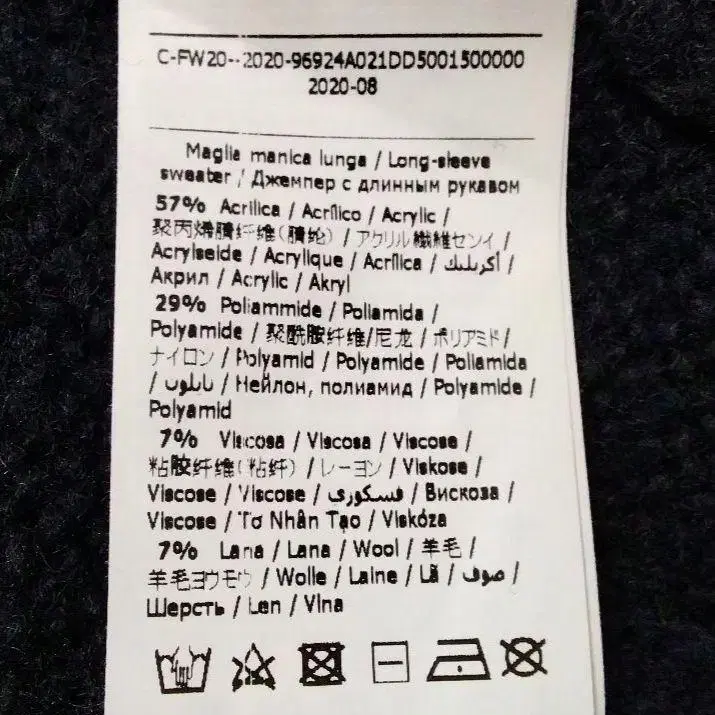 C-FW20--2020-96924A021DD5001500000
2020-08
Maglia manica lunga / Long-sleeve
sweater / Джемпер с длинным рукавом
57% Acrilica / Acrílico / Acrylic /
聚丙烯腈纤维(腈纶) / アクリル繊維センイ /
Acrylseide / Acrylique / Acrílica / أكريليك /
Акрил / Acrylic / Akryl
29% Poliammide / Poliamida /
Polyamide / 聚酰胺纤维/尼龙 / ポリアミド/
ナイロン / Polyamid / Polyamide / Poliamida
/ نايلون / Нейлон, полиамид / Polyamide /
Polyamid
7% Viscosa / Viscosa / Viscose /
粘胶纤维(粘纤) / レーヨン / Viskose /
Viscose / Viscose / فسكوزي / Вискоза /
Viscose / Tơ Nhân Tạo / Viskóza
7% Lana / Lana / Wool / 羊毛 /
羊毛ヨウモウ / Wolle / Laine / Lã / صوف /
Шерсть / Len / Vlna